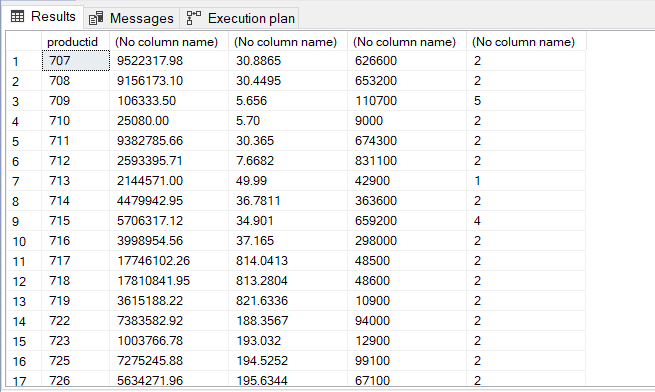 Results Messages Execution plan
productid (No column name) (No column name) (No column name) (No column name)
1 707 9522317.98 30.8865 626600 2
2 708 9156173.10 30.4495 653200 2
3 709 106333.50 5.656 110700 5
4 710 25080.00 5.70 9000 2
5 711 9382785.66 30.365 674300 2
6 712 2593395.71 7.6682 831100 2
7 713 2144571.00 49.99 42900 1
8 714 4479942.95 36.7811 363600 2
9 715 5706317.12 34.901 659200 4
10 716 3998954.56 37.165 298000 2
11 717 17746102.26 814.0413 48500 2
12 718 17810841.95 813.2804 48600 2
13 719 3615188.22 821.6336 10900 2
14 722 7383582.92 188.3567 94000 2
15 723 1003766.78 193.032 12900 2
16 725 7275245.88 194.5252 99100 2
17 726 5634271.96 195.6344 67100 2